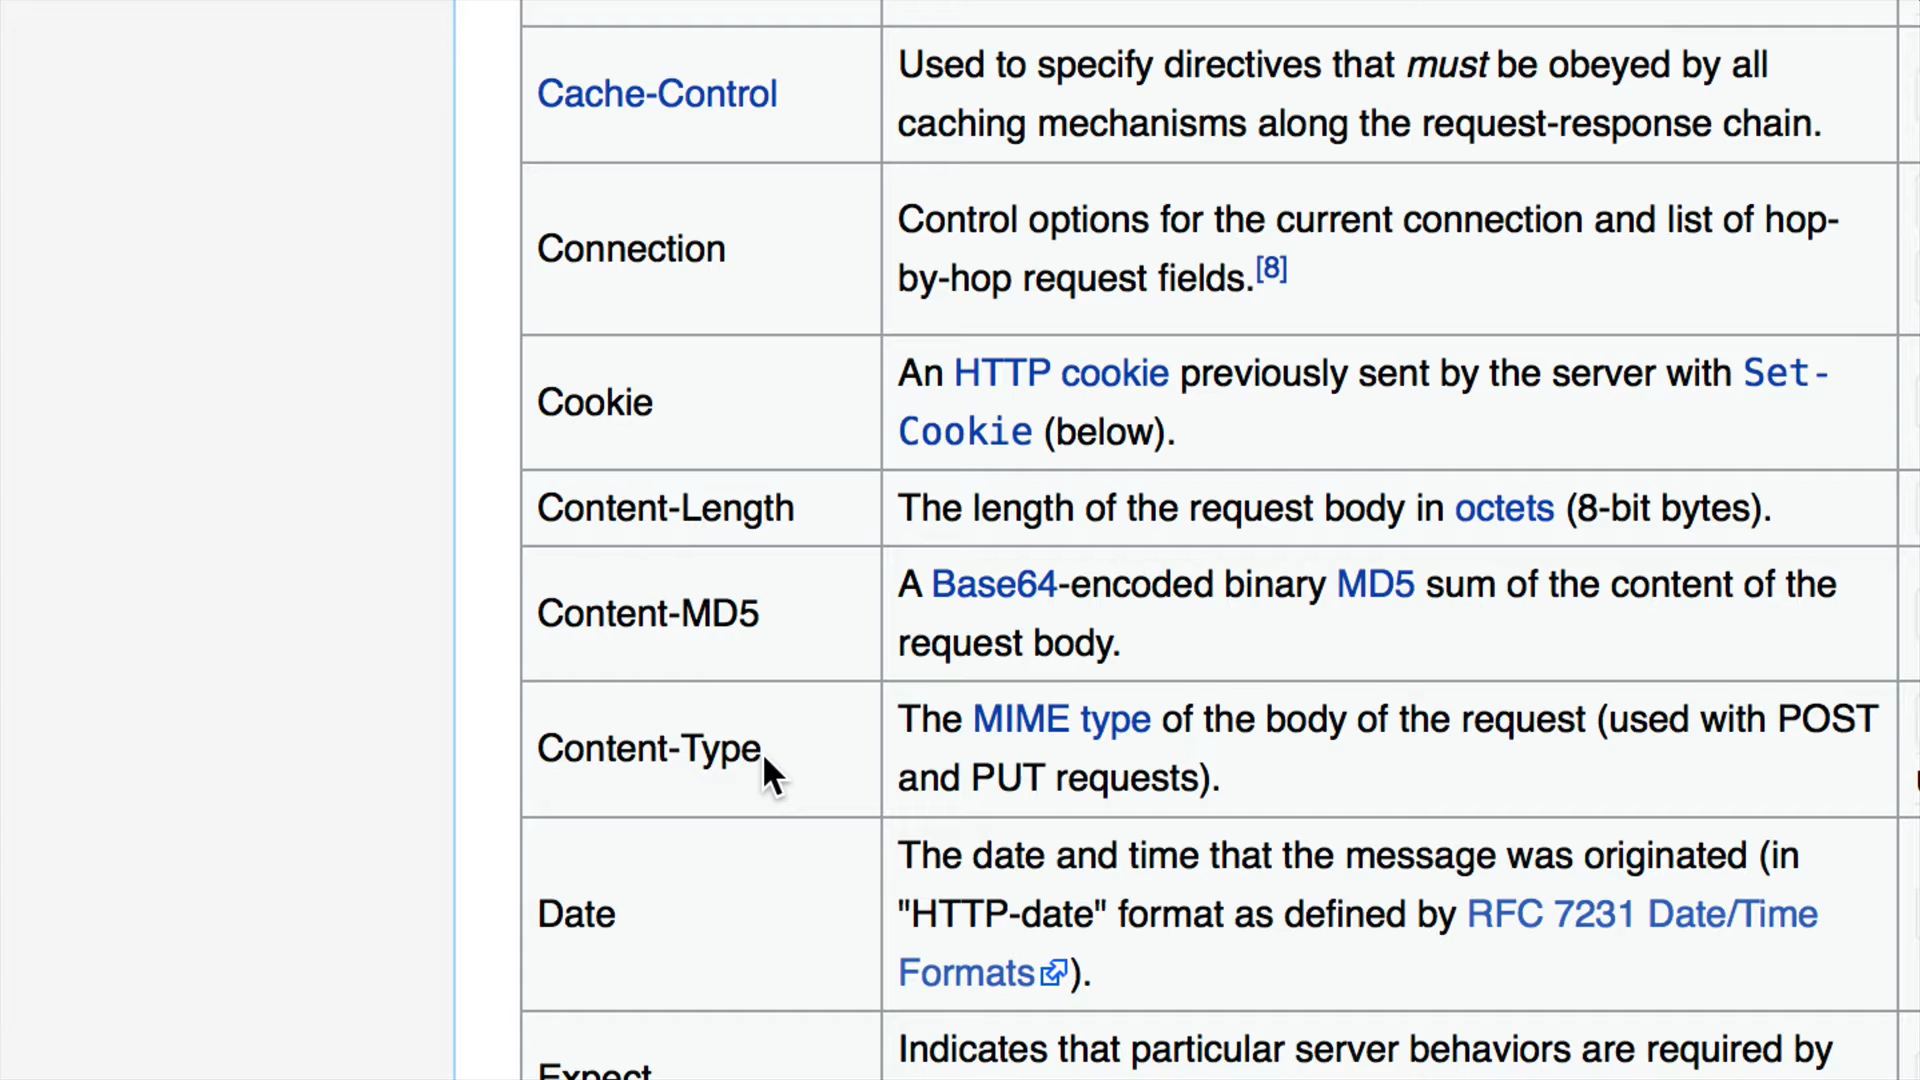 Cache-Control
Used to specify directives that must be obeyed by all
caching mechanisms along the request-response chain.
Connection
Control options for the current connection and list of hop-
by-hop request fields.[8]
Cookie
An HTTP cookie previously sent by the server with Set-
Cookie (below).
Content-Length
The length of the request body in octets (8-bit bytes).
Content-MD5
A Base64-encoded binary MD5 sum of the content of the
request body.
Content-Type
The MIME type of the body of the request (used with POST
and PUT requests).
Date
The date and time that the message was originated (in
"HTTP-date" format as defined by RFC 7231 Date/Time
Formats).
Expect
Indicates that particular server behaviors are required by